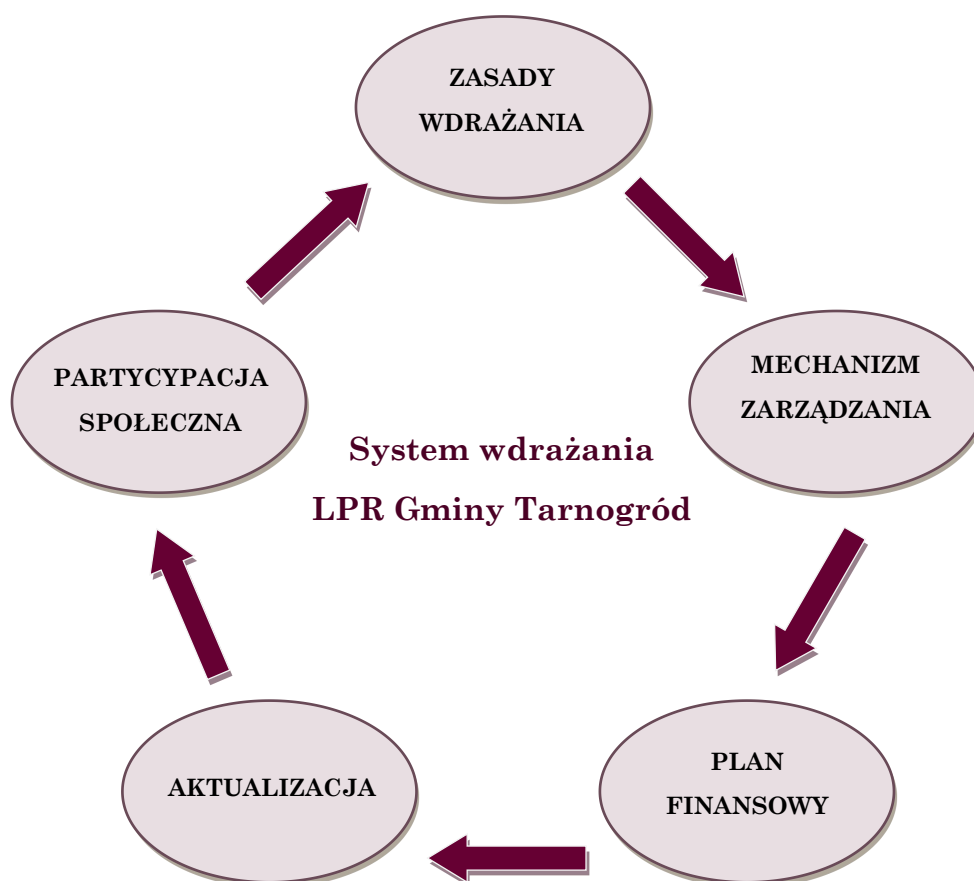 ZASADY
WDRAŻANIA
PARTYCYPACJA
SPOŁECZNA
MECHANIZM
ZARZĄDZANIA
System wdrażania
LPR Gminy Tarnogród
AKTUALIZACJA
PLAN
FINANSOWY